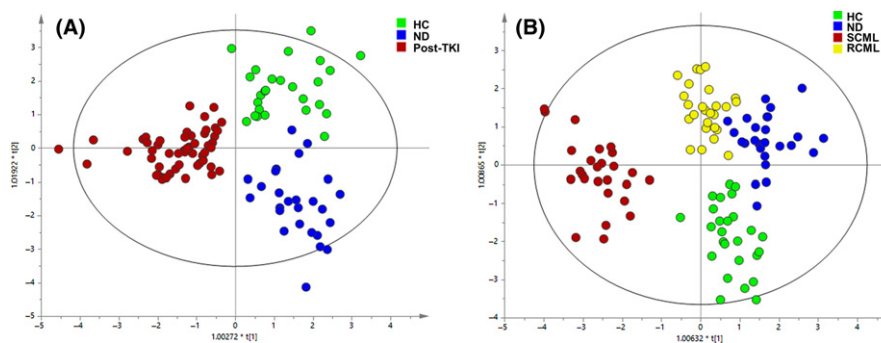 (A)
HC
ND
Post-TKI
3
2
1
0
−1
−2
−3
−4
−5
−5
−4
−3
−2
−1
0
1
2
3
4
1.01922 * t[2]
1.00272 * t[1]
(B)
HC
ND
SCML
RCML
4
3
2
1
0
−1
−2
−3
−4
−4
−3
−2
−1
0
1
2
3
4
1.00865 * t[2]
1.00632 * t[1]